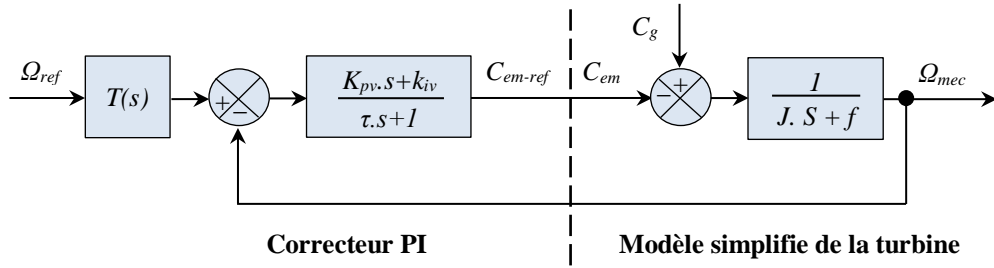 C_g
Ω_ref
T(s)
+
−
K_pv.s+k_iv
τ.s+1
C_em-ref
C_em
−
+
1
J. S + f
Ω_mec
Correcteur PI
Modèle simplifie de la turbine